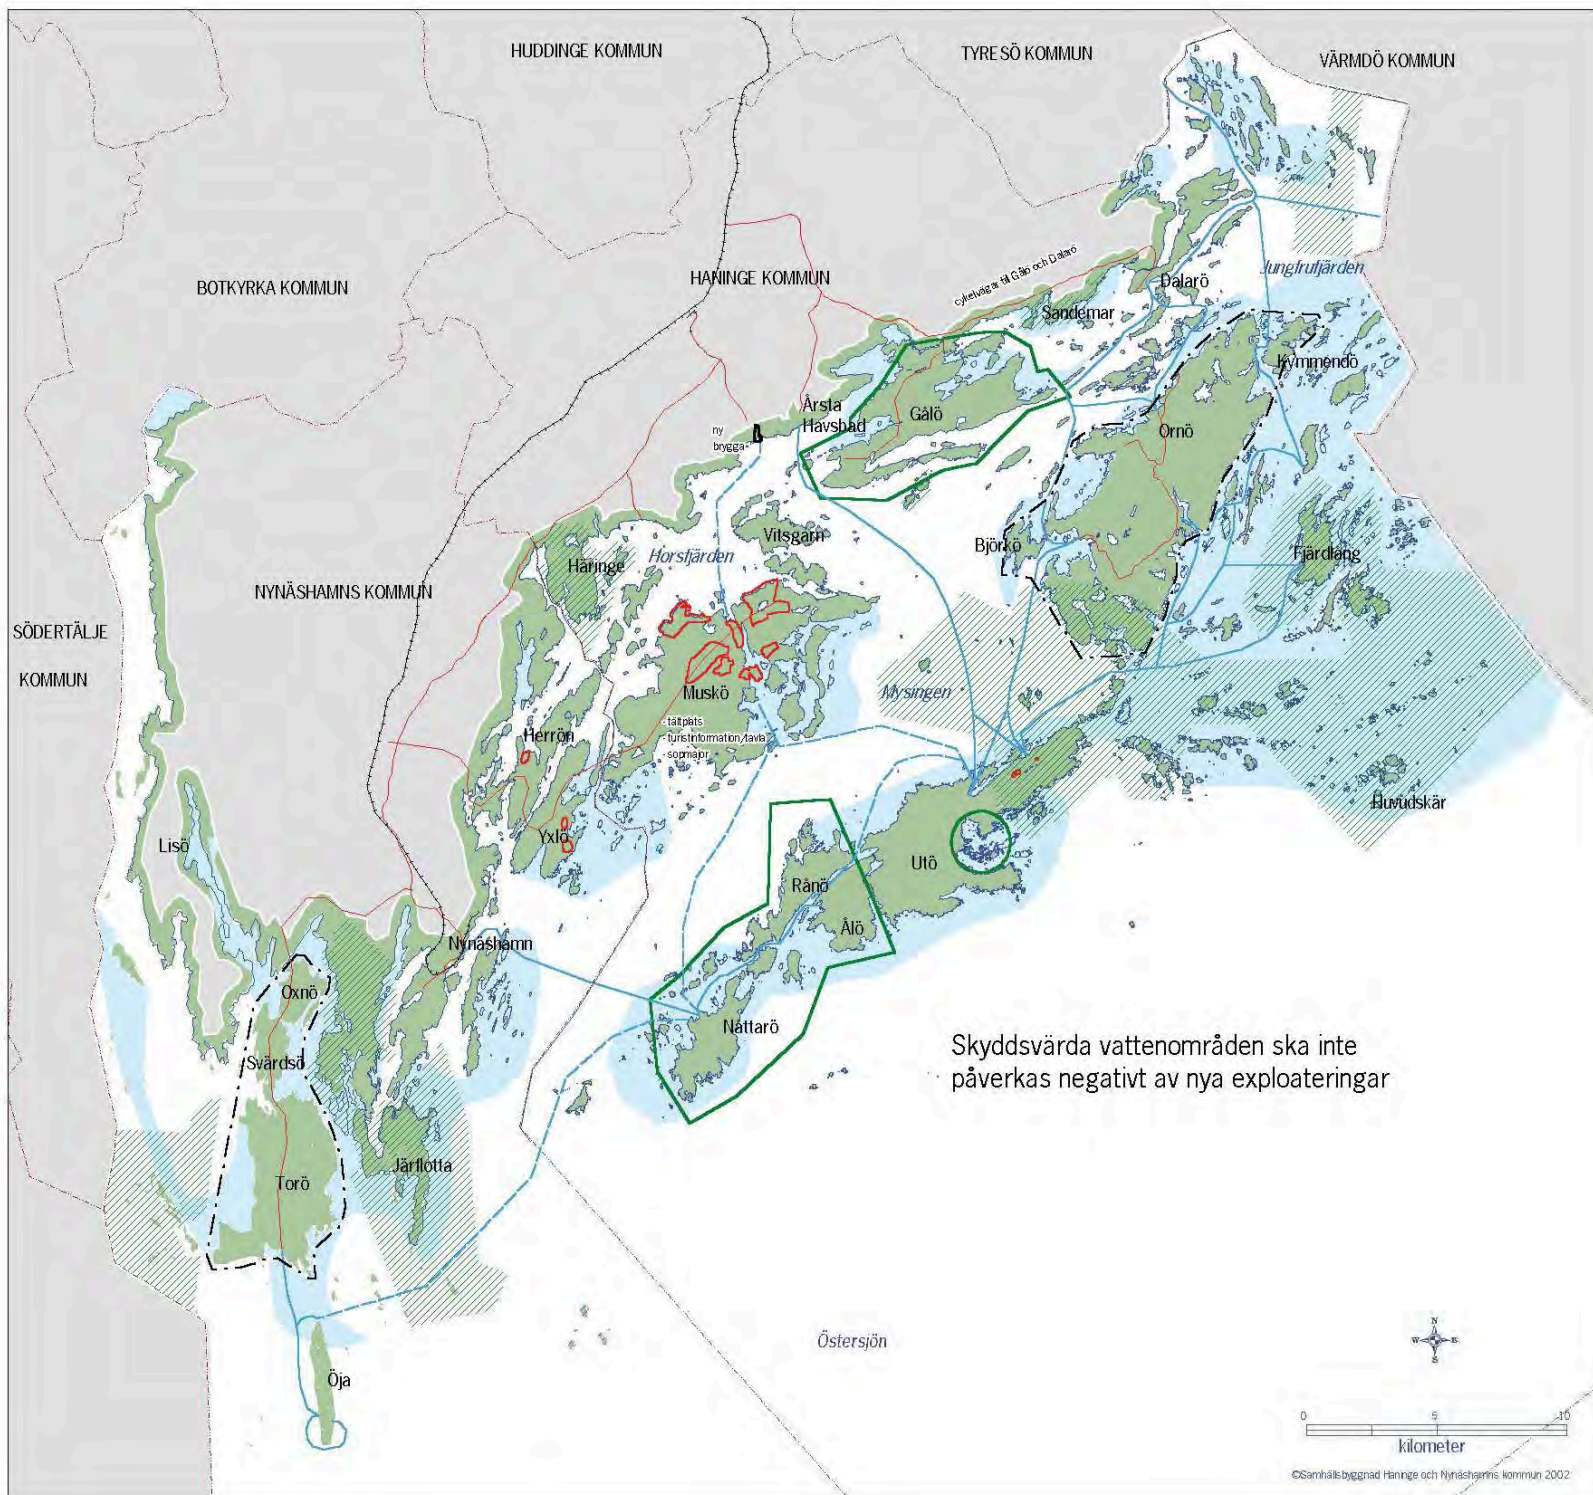 HUDDINGE KOMMUN
TYRESÖ KOMMUN
VÄRMDÖ KOMMUN
BOTKYRKA KOMMUN
HANINGE KOMMUN
cykelvägar till Gålö och Dalarö
Jungfrufjärden
Dalarö
Sandemar
Kymmendö
Årsta
Havsbad
Gålö
Ornö
ny
brygga
Vitsgarn
Björkö
Fjärdlång
Horsfjärden
Häringe
NYNÄSHAMNS KOMMUN
SÖDERTÄLJE
KOMMUN
Muskö
Mysingen
- tältplats
- turistinformation/tavla
- sopmajor
Herrön
Huvudskär
Yxlö
Lisö
Utö
Rånö
Ålö
Nynäshamn
Oxnö
Nåttarö
Svärdsö
Skyddsvärda vattenområden ska inte
påverkas negativt av nya exploateringar
Järflotta
Torö
Östersjön
N
W E
S
Öja
0 5 10
kilometer
©Samhällsbyggnad Haninge och Nynäshamns kommun 2002